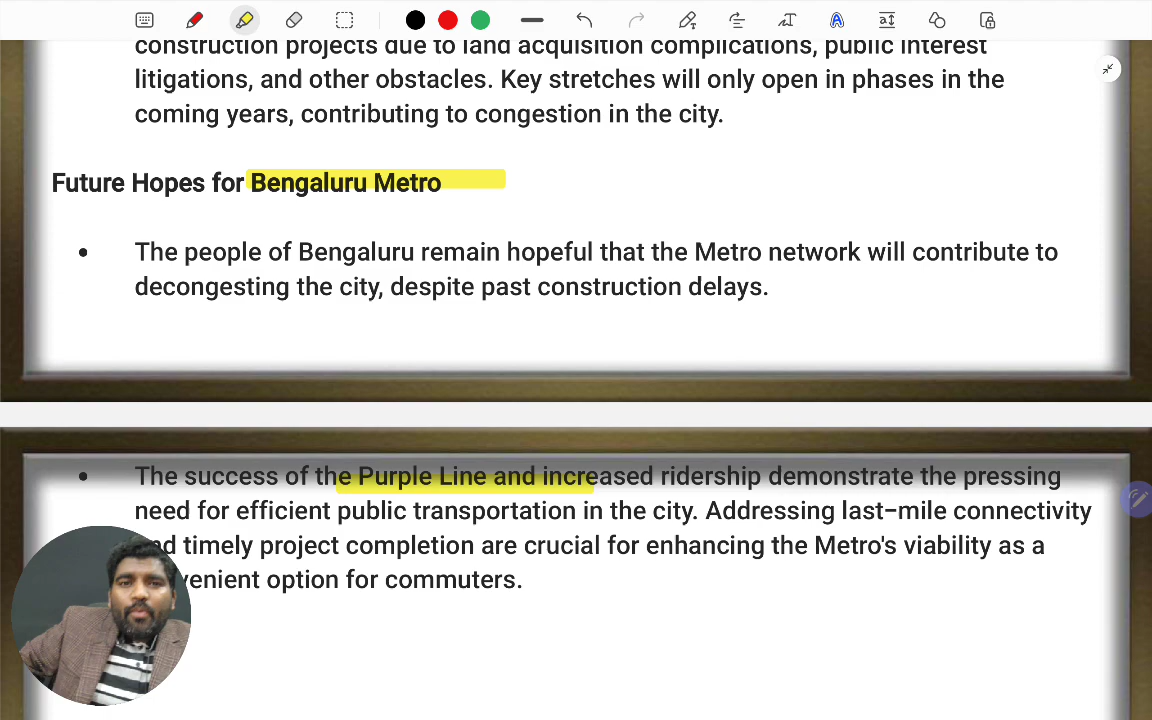 construction projects due to land acquisition complications, public interest
litigations, and other obstacles. Key stretches will only open in phases in the
coming years, contributing to congestion in the city.
Future Hopes for Bengaluru Metro
• The people of Bengaluru remain hopeful that the Metro network will contribute to
decongesting the city, despite past construction delays.
• The success of the Purple Line and increased ridership demonstrate the pressing
need for efficient public transportation in the city. Addressing last-mile connectivity
nd timely project completion are crucial for enhancing the Metro's viability as a
venient option for commuters.